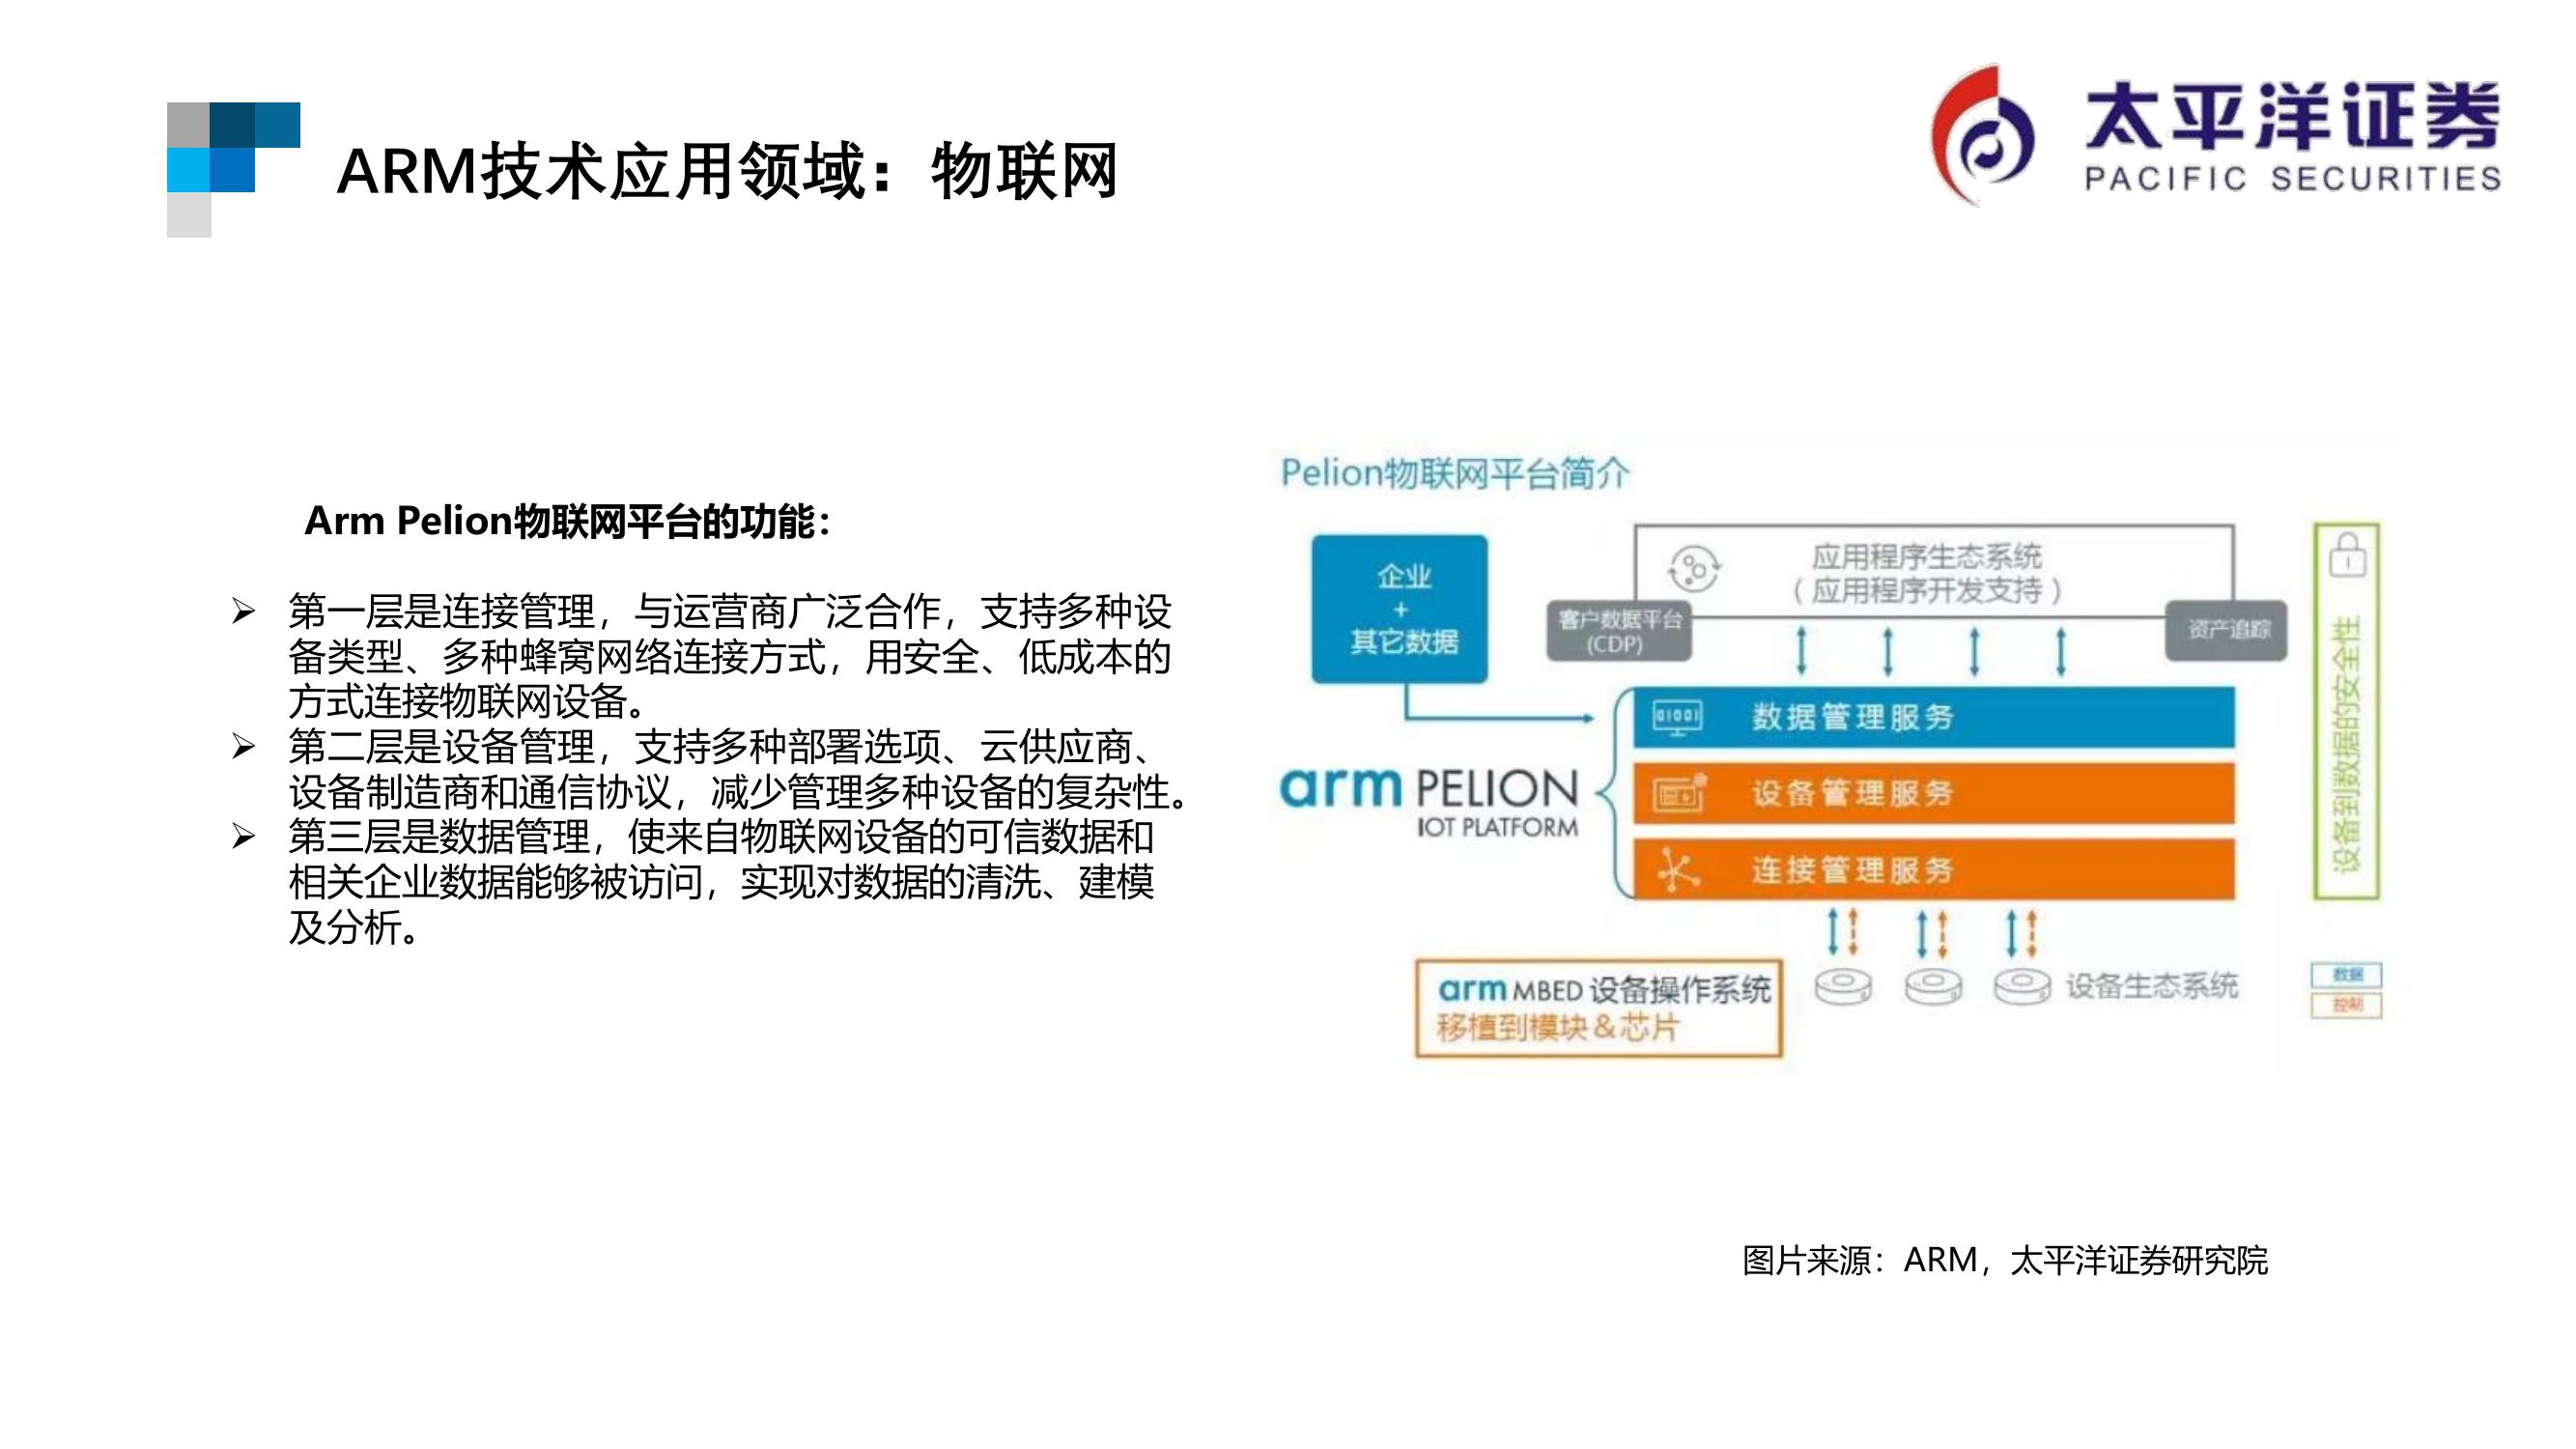 ARM技术应用领域：物联网
太平洋证券
PACIFIC SECURITIES
Arm Pelion物联网平台的功能：
第一层是连接管理，与运营商广泛合作，支持多种设
备类型、多种蜂窝网络连接方式，用安全、低成本的
方式连接物联网设备。
第二层是设备管理，支持多种部署选项、云供应商、
设备制造商和通信协议，减少管理多种设备的复杂性。
第三层是数据管理，使来自物联网设备的可信数据和
相关企业数据能够被访问，实现对数据的清洗、建模
及分析。
Pelion物联网平台简介
企业
+
其它数据
应用程序生态系统
（应用程序开发支持）
客户数据平台
(CDP)
资产追踪
01001
数据管理服务
设备管理服务
连接管理服务
arm PELION
IOT PLATFORM
设备到数据的安全性
arm MBED 设备操作系统
移植到模块＆芯片
设备生态系统
数据
控制
图片来源：ARM，太平洋证券研究院